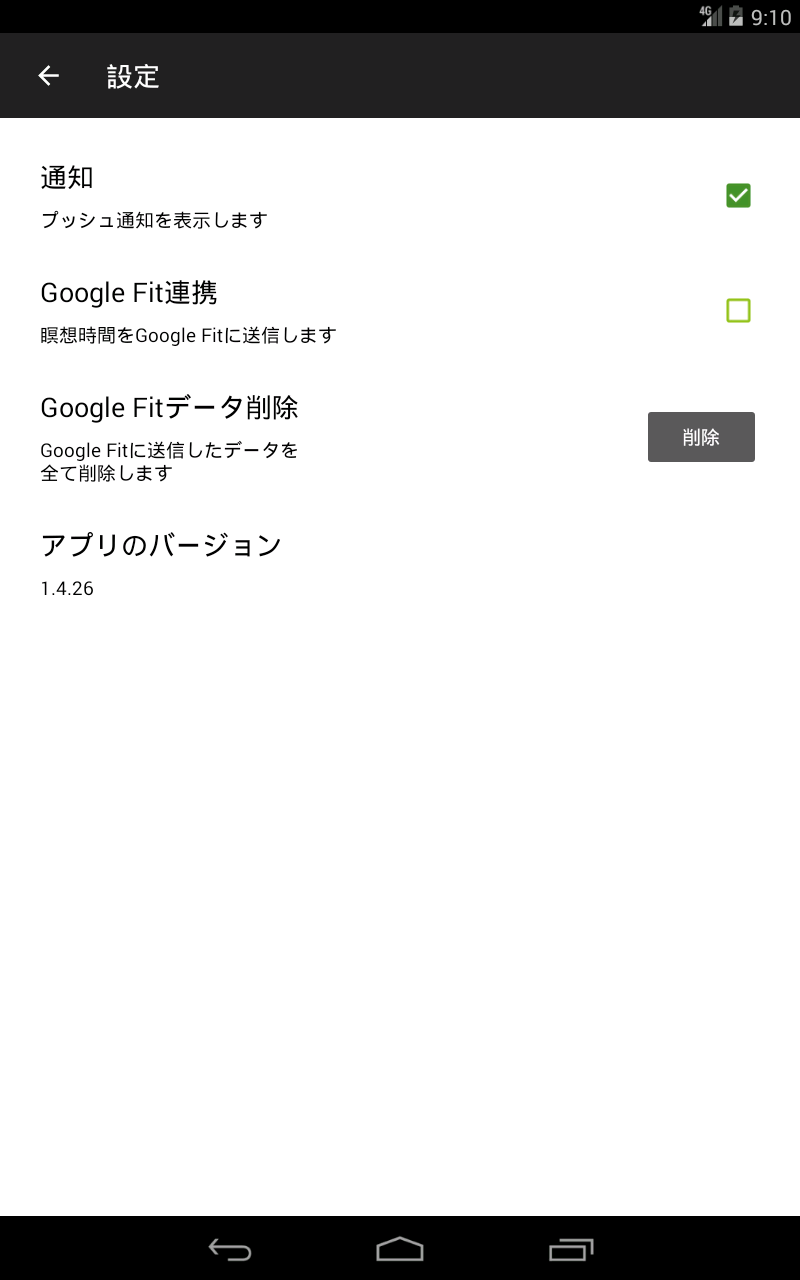 4G 9:10
設定
通知
プッシュ通知を表示します
Google Fit連携
瞑想時間をGoogle Fitに送信します
Google Fitデータ削除
Google Fitに送信したデータを
全て削除します
削除
アプリのバージョン
1.4.26